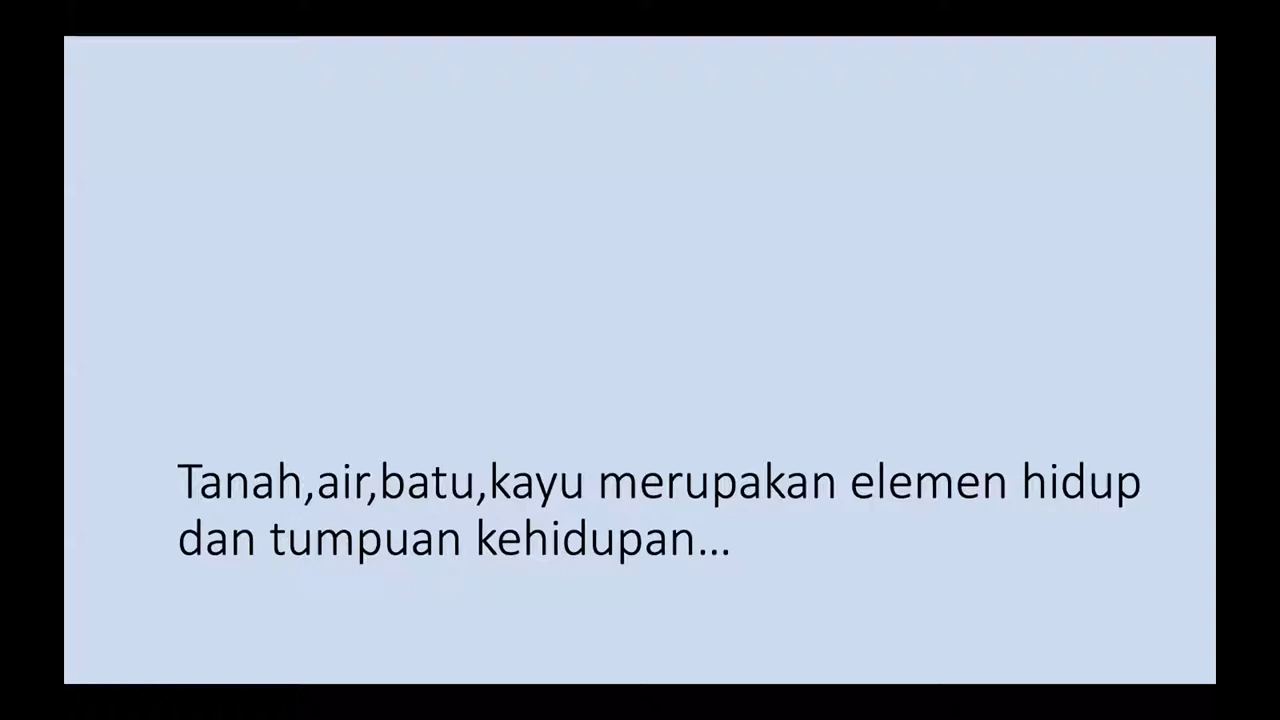 Tanah,air,batu,kayu merupakan elemen hidup
dan tumpuan kehidupan...